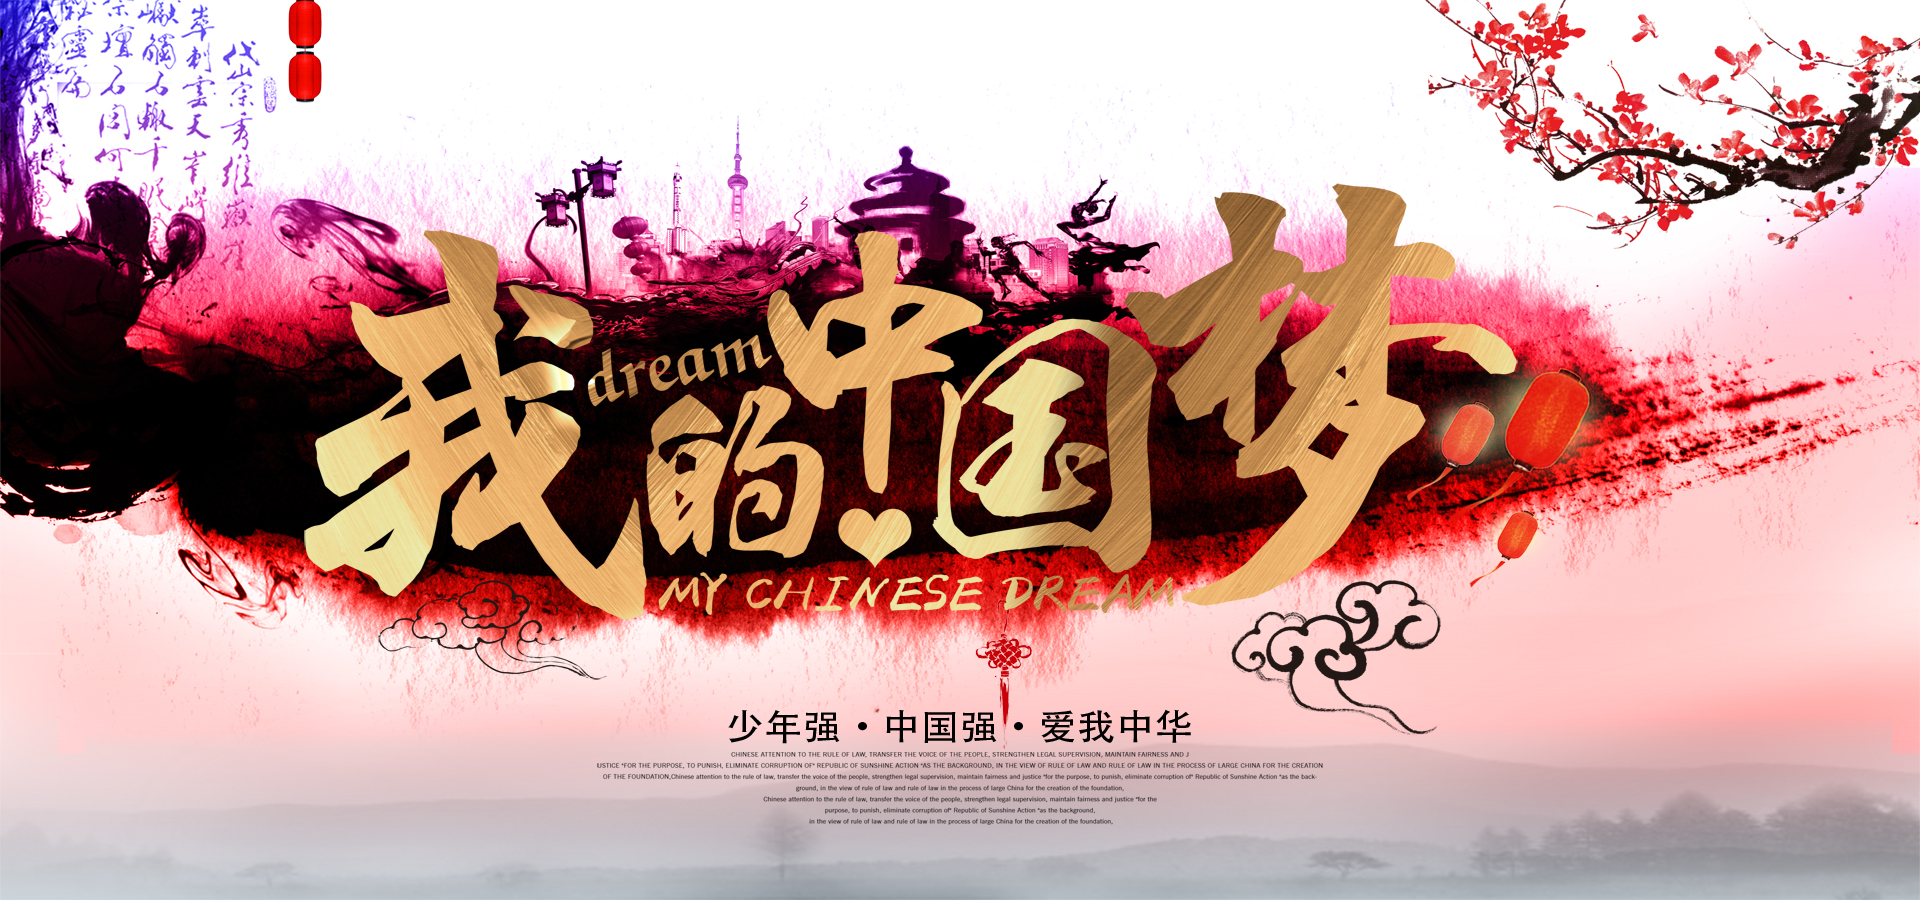 我的中国梦
dream
MY CHINESE DREAM
少年强·中国强·爱我中华
CHINESE ATTENTION TO THE RULE OF LAW, TRANSFER THE VOICE OF THE PEOPLE, STRENGTHEN LEGAL SUPERVISION, MAINTAIN FAIRNESS AND J
USTICE "FOR THE PURPOSE, TO PUNISH, ELIMINATE CORRUPTION OF" REPUBLIC OF SUNSHINE ACTION "AS THE BACKGROUND, IN THE VIEW OF RULE OF LAW AND RULE OF LAW IN THE PROCESS OF LARGE CHINA FOR THE CREATION
OF THE FOUNDATION,Chinese attention to the rule of law, transfer the voice of the people, strengthen legal supervision, maintain fairness and justice "for the purpose, to punish, eliminate corruption of" Republic of Sunshine Action "as the back-
ground, in the view of rule of law and rule of law in the process of large China for the creation of the foundation,
Chinese attention to the rule of law, transfer the voice of the people, strengthen legal supervision, maintain fairness and justice "for the
purpose, to punish, eliminate corruption of" Republic of Sunshine Action "as the background,
in the view of rule of law and rule of law in the process of large China for the creation of the foundation,